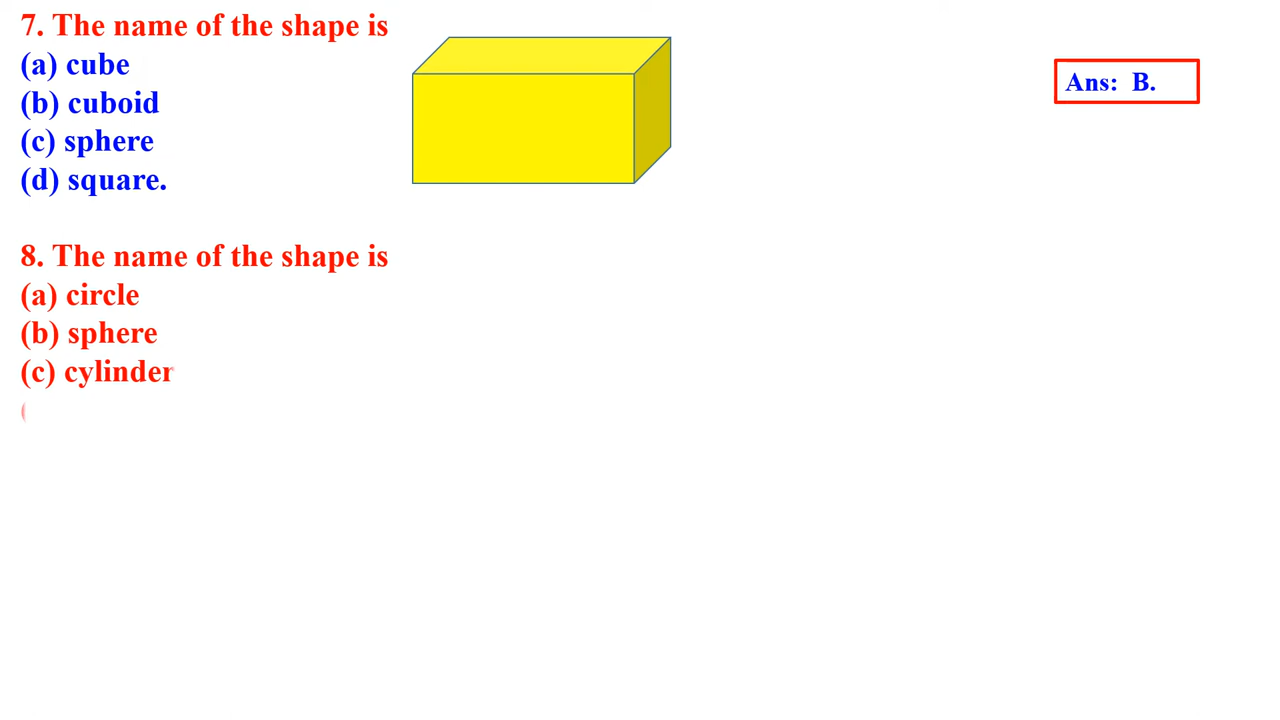 7. The name of the shape is
(a) cube
(b) cuboid
(c) sphere
(d) square.
Ans: B.
8. The name of the shape is
(a) circle
(b) sphere
(c) cylinder
(